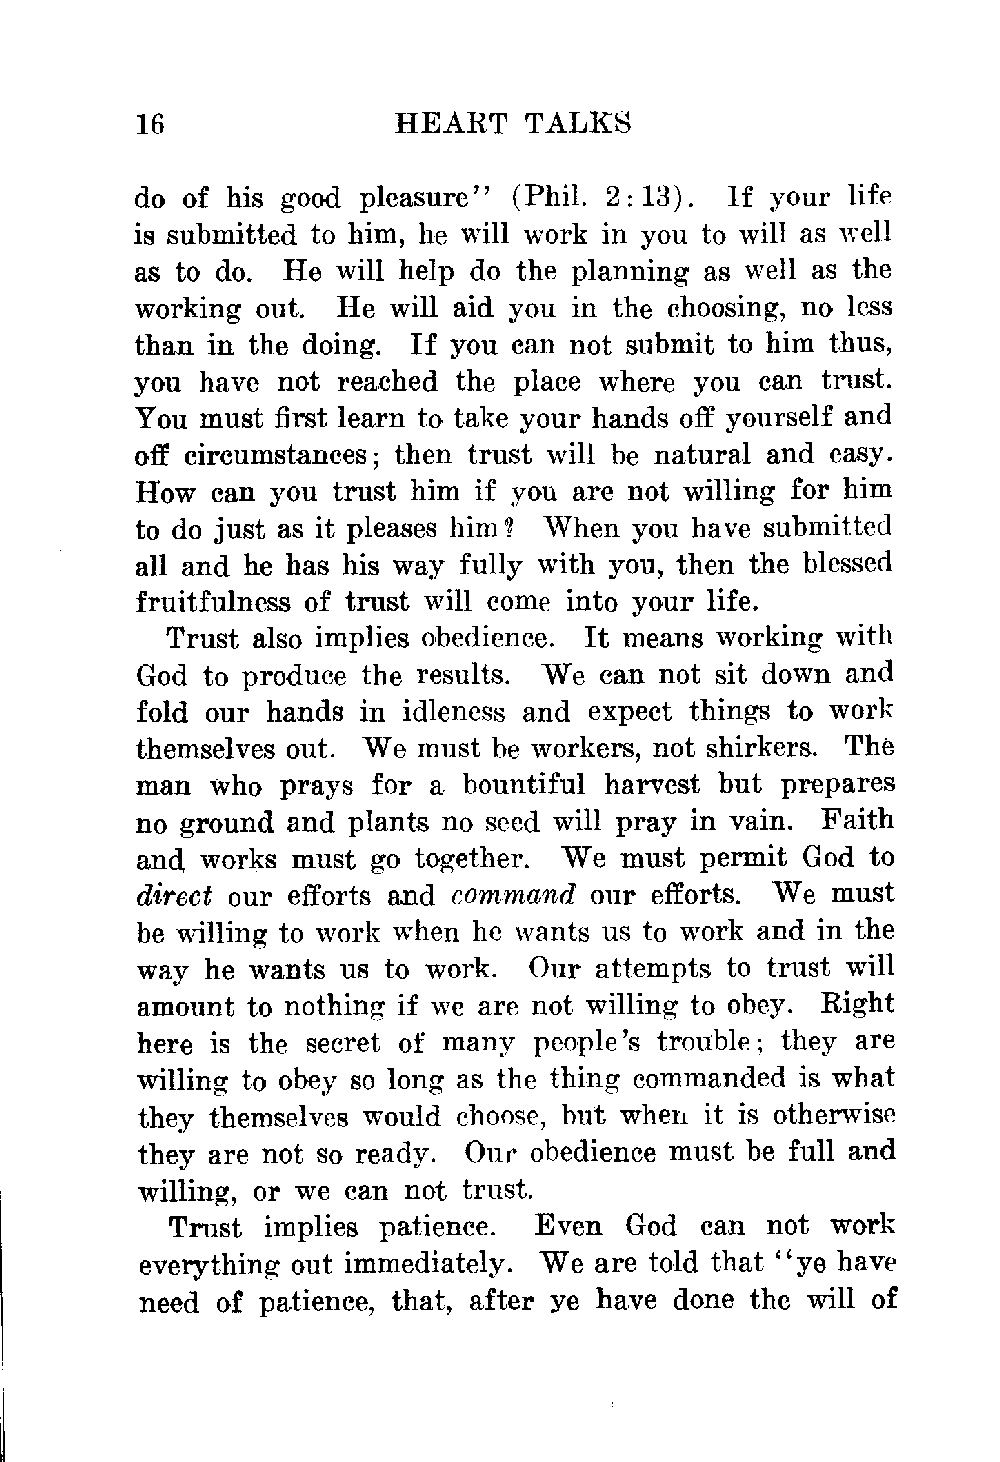 16 HEART TALKS
do of his good pleasure'' (Phil. 2:13). If your life
is submitted to him, he will work in you to will as well
as to do. He will help do the planning as well as the
working out. He will aid you in the choosing, no less
than in the doing. If you can not submit to him thus,
you have not reached the place where you can trust.
You must first learn to take your hands off yourself and
off circumstances; then trust will be natural and easy.
How can you trust him if you are not willing for him
to do just as it pleases him? When you have submitted
all and he has his way fully with you, then the blessed
fruitfulness of trust will come into your life.
Trust also implies obedience. It means working with
God to produce the results. We can not sit down and
fold our hands in idleness and expect things to work
themselves out. We must be workers, not shirkers. The
man who prays for a bountiful harvest but prepares
no ground and plants no seed will pray in vain. Faith
and works must go together. We must permit God to
direct our efforts and command our efforts. We must
be willing to work when he wants us to work and in the
way he wants us to work. Our attempts to trust will
amount to nothing if we are not willing to obey. Right
here is the secret of many people's trouble; they are
willing to obey so long as the thing commanded is what
they themselves would choose, but when it is otherwise
they are not so ready. Our obedience must be full and
willing, or we can not trust.
Trust implies patience. Even God can not work
everything out immediately. We are told that ''ye have
need of patience, that, after ye have done the will of